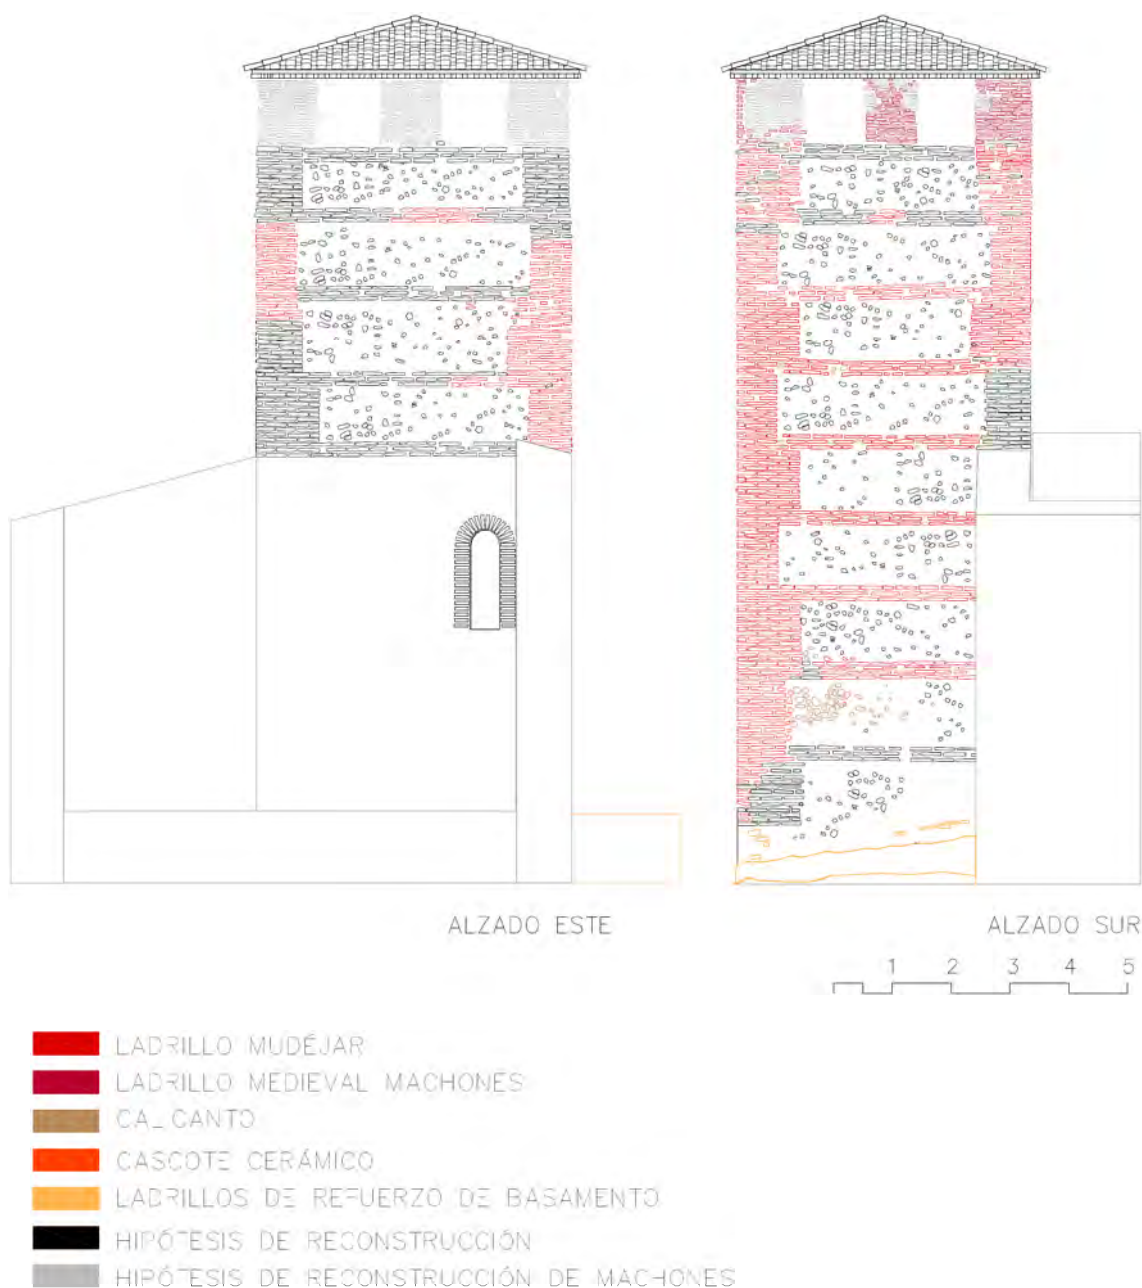 ALZADO ESTE
ALZADO SUR
1 2 3 4 5
LADRILLO MUDÉJAR
LADRILLO MEDIEVAL MACHONES
CALICANTO
CASCOTE CERÁMICO
LADRILLOS DE REFUERZO DE BASAMENTO
HIPÓTESIS DE RECONSTRUCCIÓN
HIPÓTESIS DE RECONSTRUCCIÓN DE MACHONES